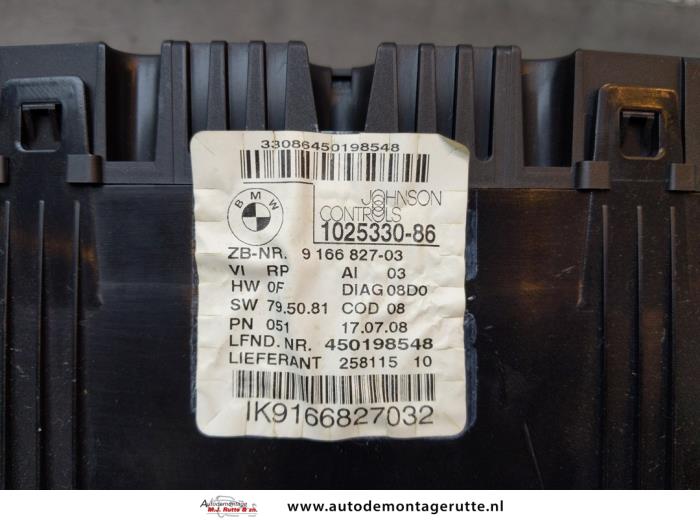 33086450198548
BMW
JOHNSON
CONTROLS
1025330-86
ZB-NR. 9 166 827-03
VI RP AI 03
HW 0F DIAG 08D0
SW 79.50.81 COD 08
PN 051 17.07.08
LFND.NR. 450198548
LIEFERANT 258115 10
IK9166827032
Autodemontage
M.J. Rutte & zn.
www.autodemontagerutte.nl